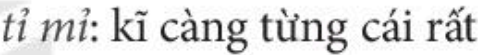 tỉ mỉ: kĩ càng từng cái rất